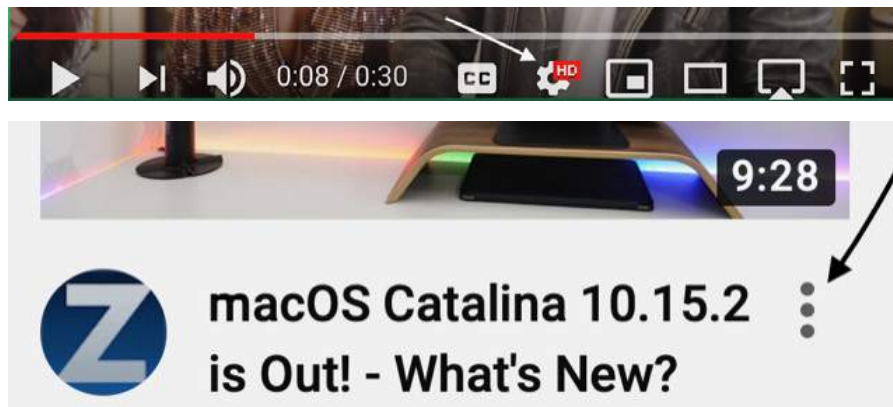 0:08 / 0:30
CC
HD
9:28
Z
macOS Catalina 10.15.2
is Out! - What's New?